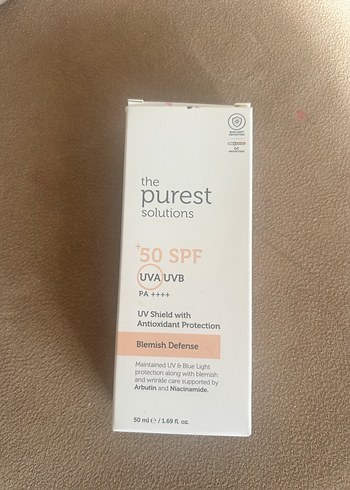 the
purest
solutions
+50 SPF
UVA UVB
PA ++++
UV Shield with
Antioxidant Protection
Blemish Defense
Maintained UV & Blue Light
protection along with blemish
and wrinkle care supported by
Arbutin and Niacinamide.
50 ml ℮ / 1.69 fl. oz.